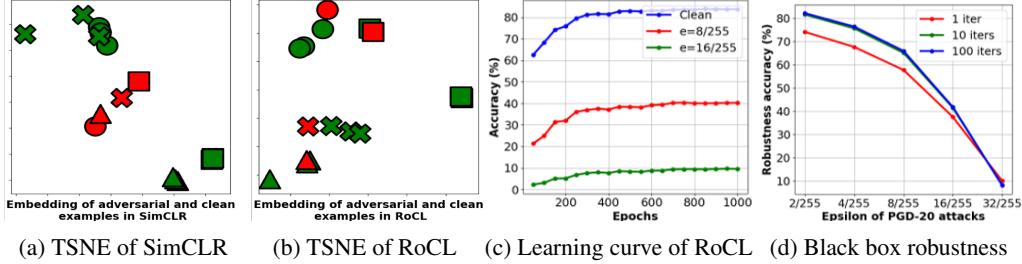 Embedding of adversarial and clean
examples in SimCLR
(a) TSNE of SimCLR
Embedding of adversarial and clean
examples in RoCL
(b) TSNE of RoCL
Accuracy (%)
80
70
60
50
40
30
20
10
0
Clean
e=8/255
e=16/255
0 200 400 600 800 1000
Epochs
(c) Learning curve of RoCL
Robustness accuracy (%)
80
70
60
50
40
30
20
10
1 iter
10 iters
100 iters
2/255 4/255 8/255 16/255 32/255
Epsilon of PGD-20 attacks
(d) Black box robustness